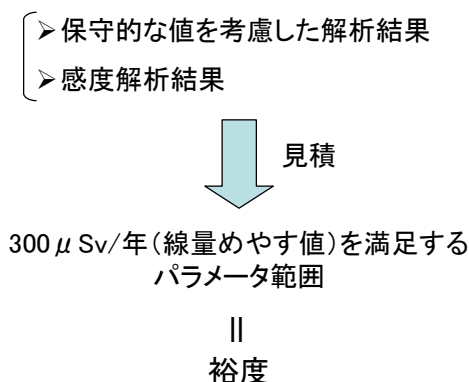 ➢保守的な値を考慮した解析結果
➢感度解析結果
見積
300μSv/年(線量めやす値)を満足する
パラメータ範囲
||
裕度